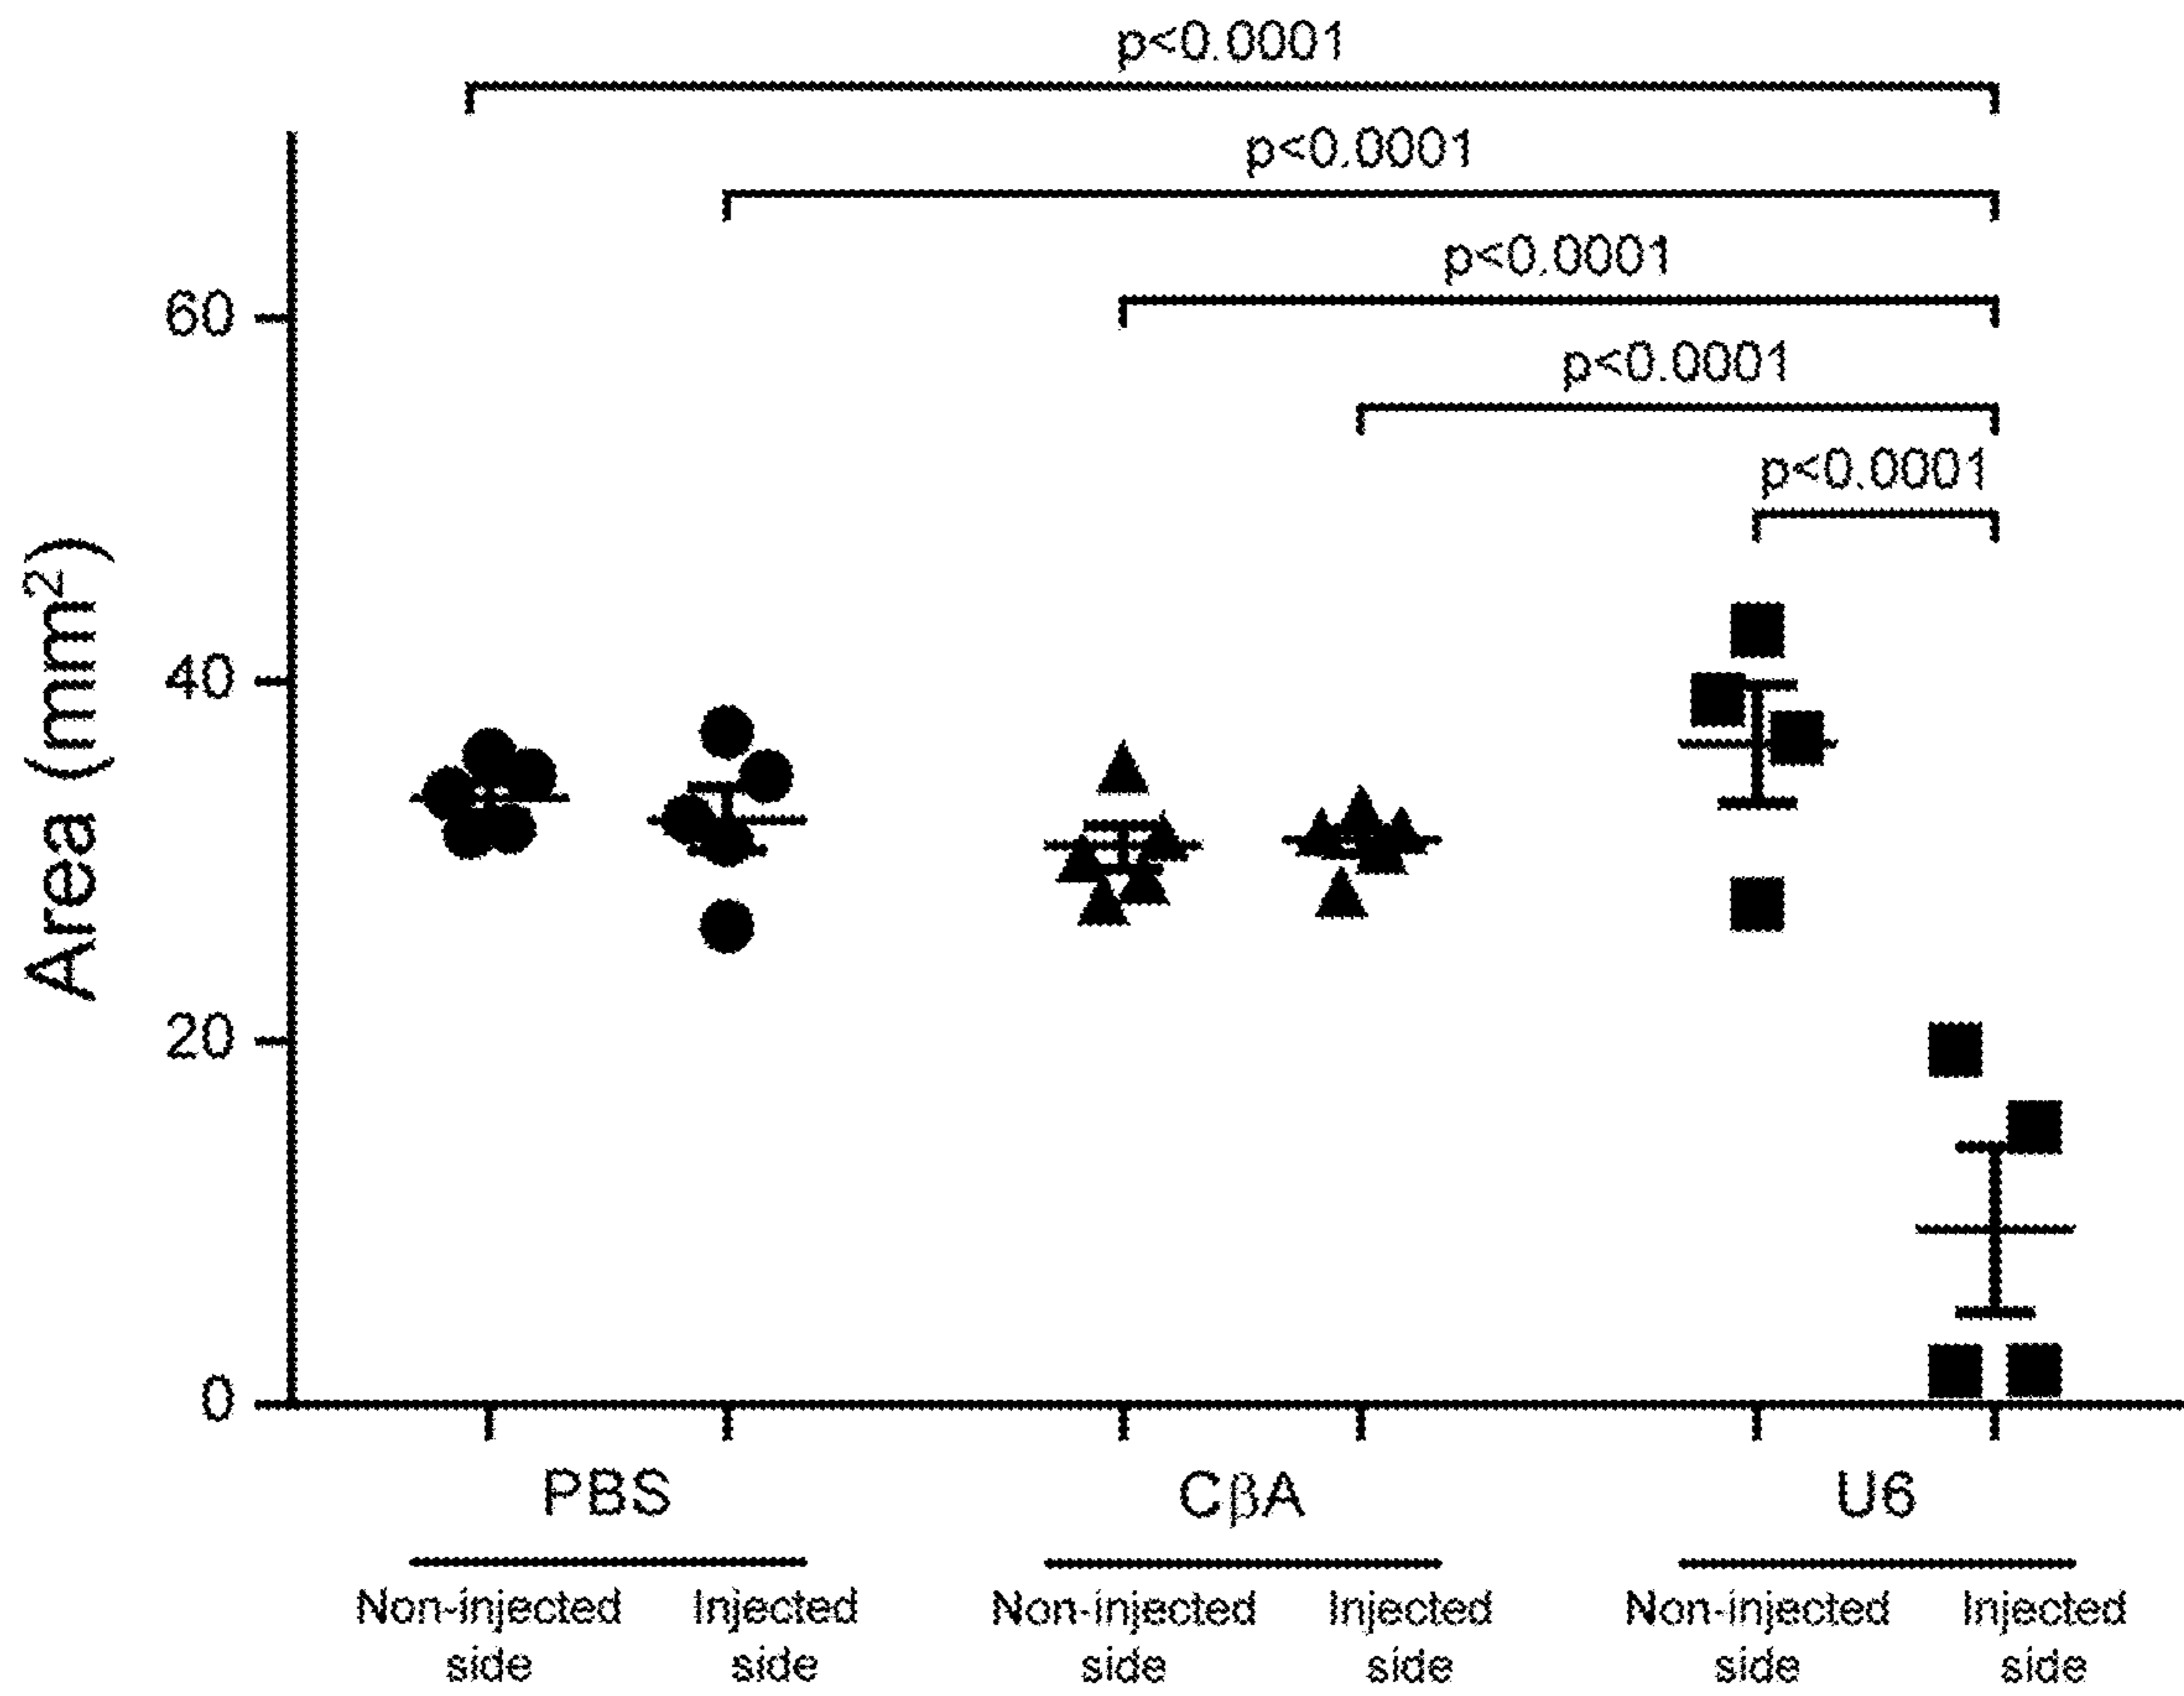 p<0.0001
p<0.0001
p<0.0001
p<0.0001
p<0.0001
Area (mm²)
60
40
20
0
PBS
CβA
U6
Non-injected side
Injected side
Non-injected side
Injected side
Non-injected side
Injected side